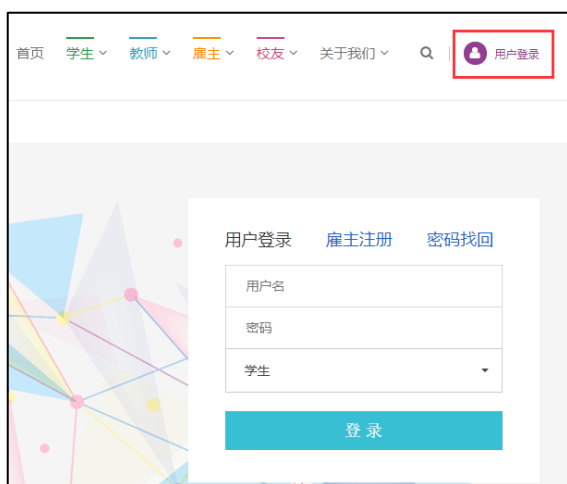 首页 学生 教师 雇主 校友 关于我们 用户登录
用户登录 雇主注册 密码找回
用户名
密码
学生
登 录